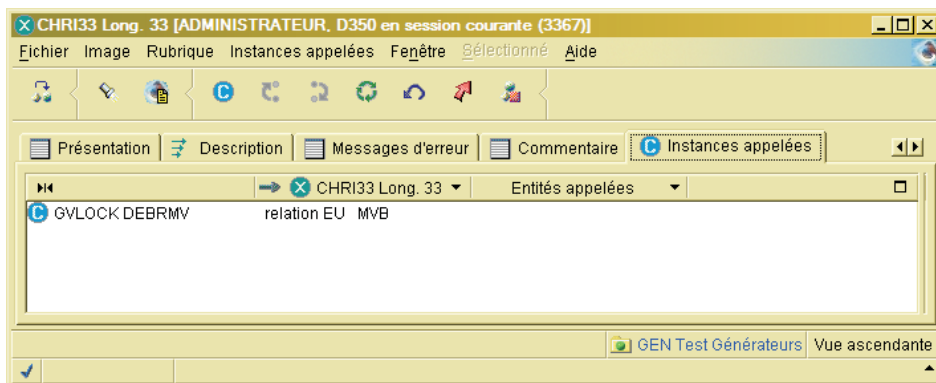 CHRI33 Long. 33 [ADMINISTRATEUR, D350 en session courante (3367)]
Fichier Image Rubrique Instances appelées Fenêtre Sélectionné Aide
Présentation Description Messages d'erreur Commentaire C Instances appelées
CHRI33 Long. 33 Entités appelées
C GVLOCK DEBRMV relation EU MVB
GEN Test Générateurs Vue ascendante